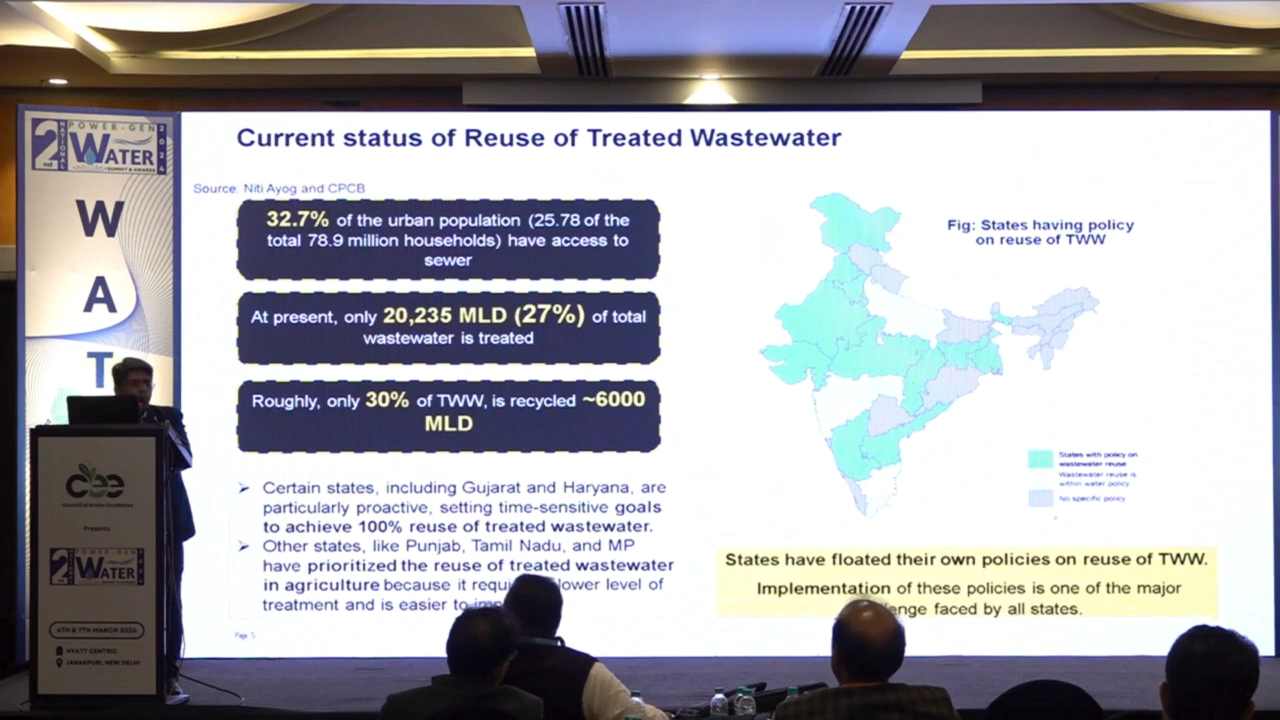 2nd NATIONAL POWER-GEN WATER 2024
SUMMIT & AWARDS
W
A
T
Current status of Reuse of Treated Wastewater
Source: Niti Ayog and CPCB
32.7% of the urban population (25.78 of the
total 78.9 million households) have access to
sewer
At present, only 20,235 MLD (27%) of total
wastewater is treated
Roughly, only 30% of TWW, is recycled ~6000
MLD
➢ Certain states, including Gujarat and Haryana, are
particularly proactive, setting time-sensitive goals
to achieve 100% reuse of treated wastewater.
➢ Other states, like Punjab, Tamil Nadu, and MP
have prioritized the reuse of treated wastewater
in agriculture because it lower level of
treatment and is easier to
Page 5
Fig: States having policy
on reuse of TWW
States with policy on
wastewater reuse
Wastewater reuse is
within water policy
No specific policy
States have floated their own policies on reuse of TWW.
Implementation of these policies is one of the major
faced by all states.
cee
Presents
POWER-GEN
WATER
6TH & 7TH MARCH 2024
HYATT CENTRIC
JANAKPURI, NEW DELHI